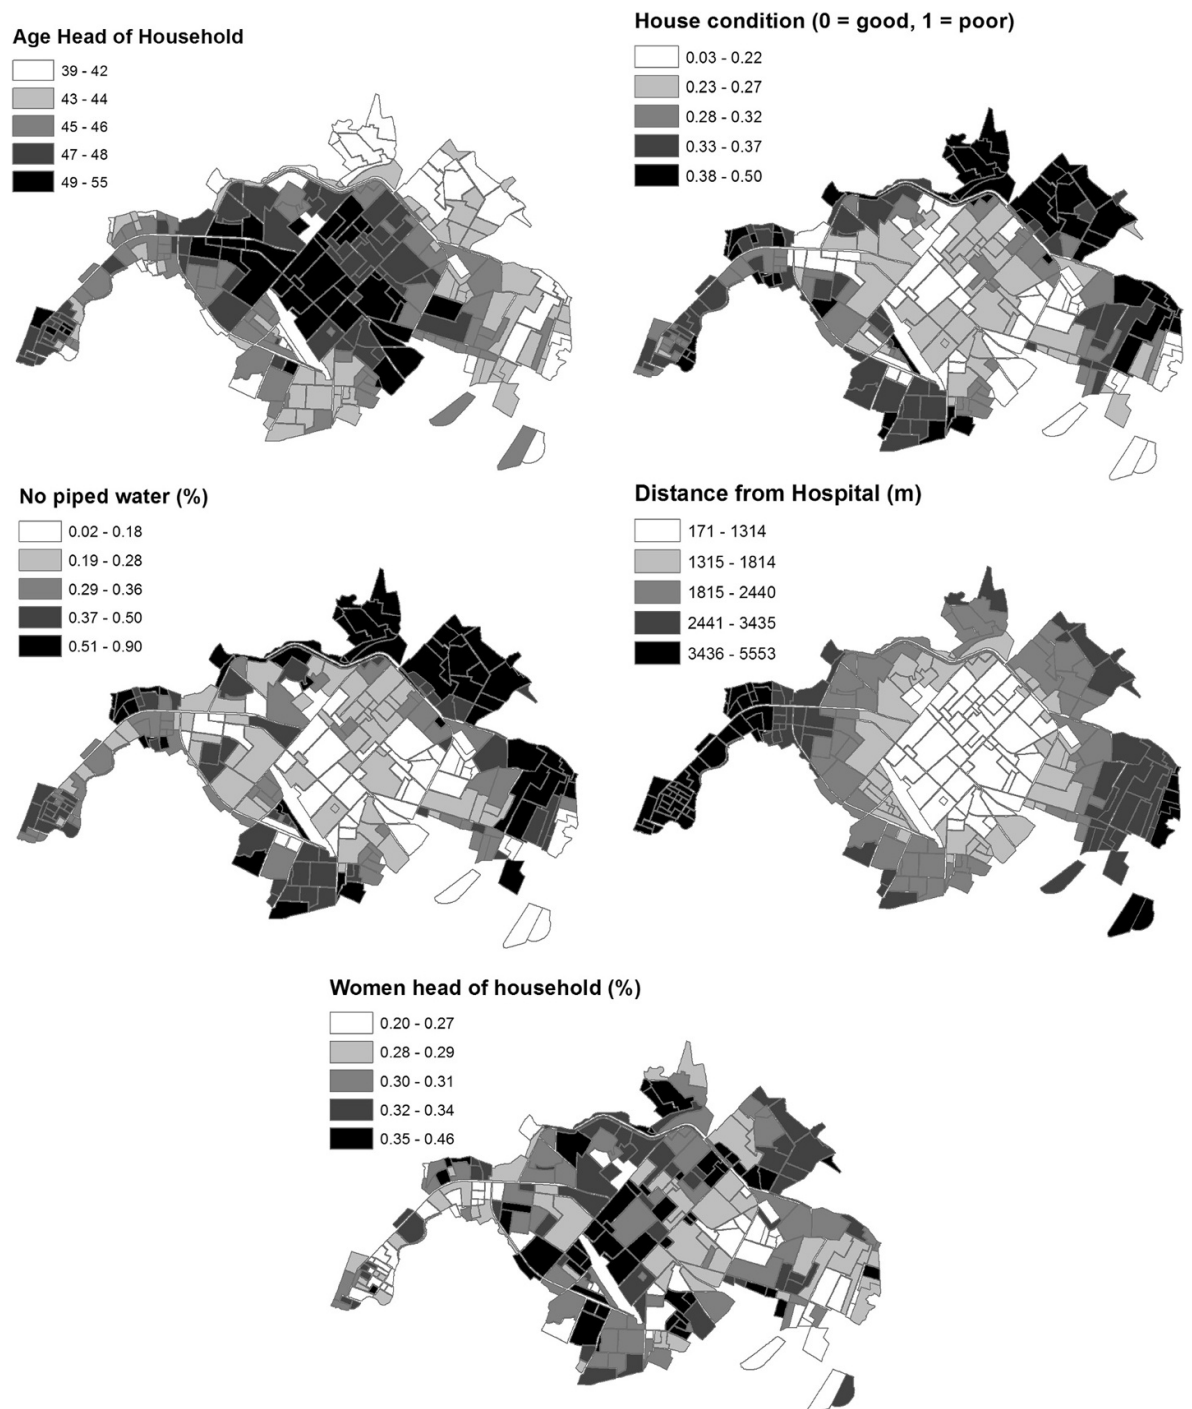 Age Head of Household
39 - 42
43 - 44
45 - 46
47 - 48
49 - 55
House condition (0 = good, 1 = poor)
0.03 - 0.22
0.23 - 0.27
0.28 - 0.32
0.33 - 0.37
0.38 - 0.50
No piped water (%)
0.02 - 0.18
0.19 - 0.28
0.29 - 0.36
0.37 - 0.50
0.51 - 0.90
Distance from Hospital (m)
171 - 1314
1315 - 1814
1815 - 2440
2441 - 3435
3436 - 5553
Women head of household (%)
0.20 - 0.27
0.28 - 0.29
0.30 - 0.31
0.32 - 0.34
0.35 - 0.46